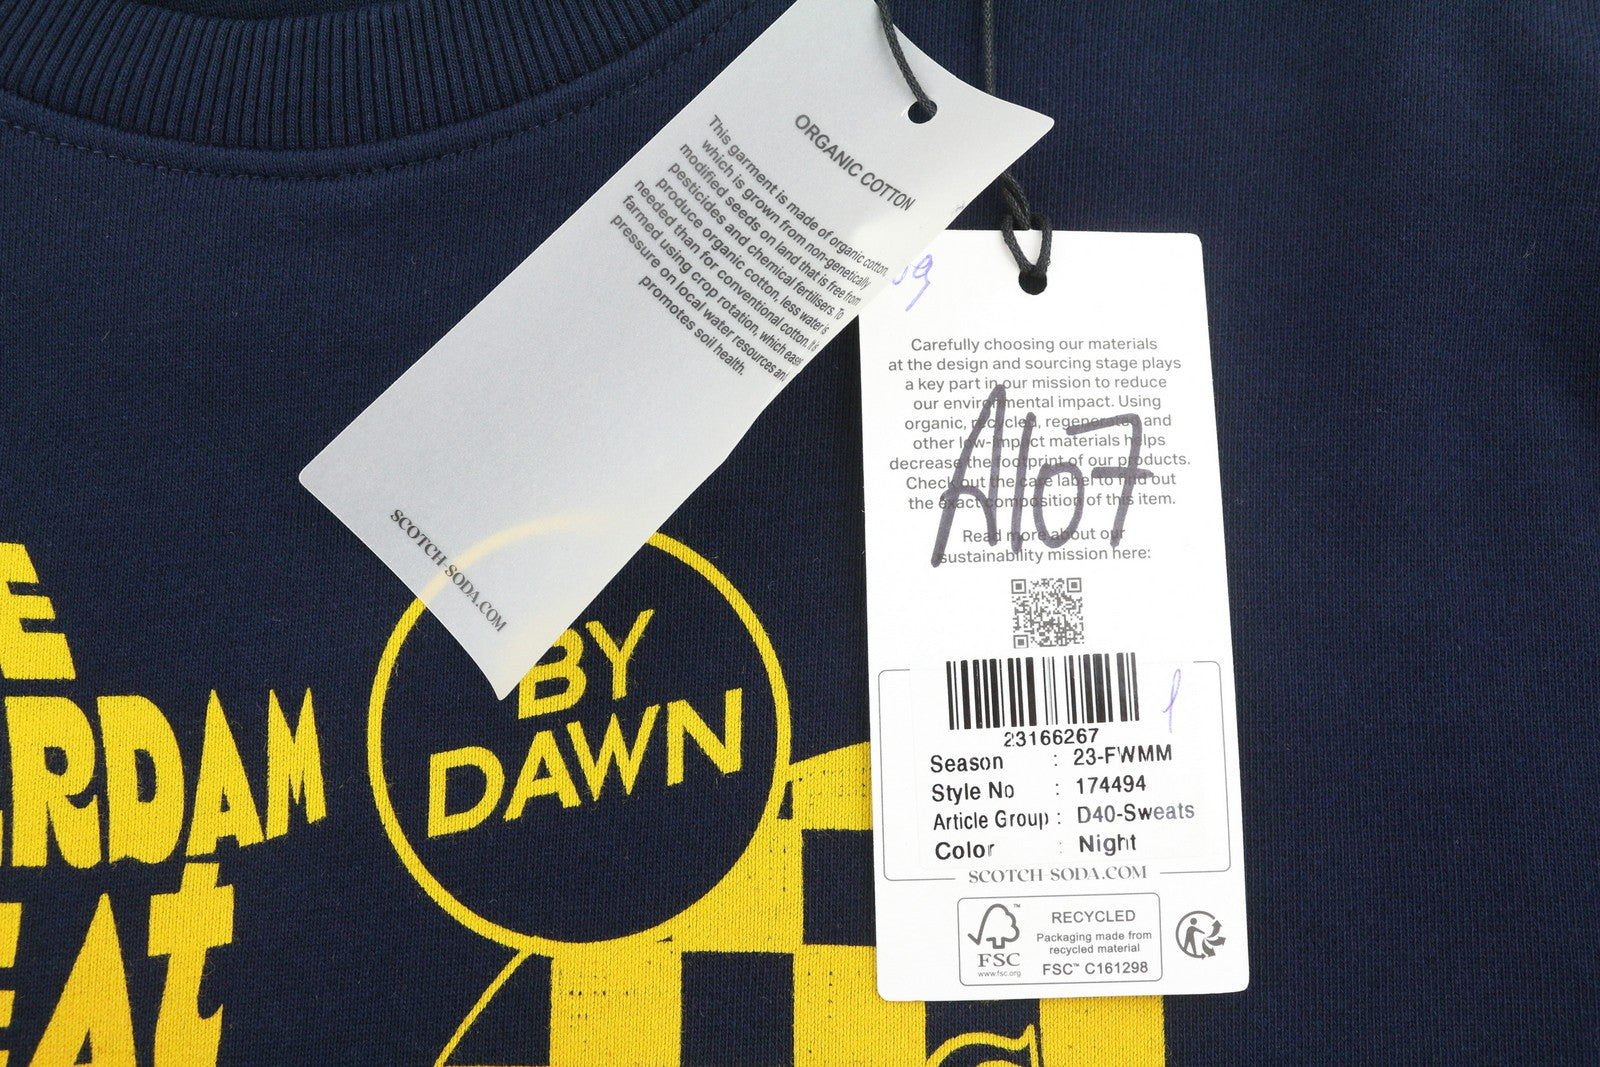 ORGANIC COTTON
This garment is made of organic cotton,
which is grown from non-genetically
modified seeds on land that is free from
pesticides and chemical fertilisers. To
produce organic cotton, less water is
needed than for conventional cotton. It is
farmed using crop rotation, which eases
pressure on local water resources and
promotes soil health.
SCOTCH-SODA.COM
Carefully choosing our materials
at the design and sourcing stage plays
a key part in our mission to reduce
our environmental impact. Using
organic, recycled, regenerated and
other low-impact materials helps
decrease the footprint of our products.
Check out the care label to find out
the exact composition of this item.
Read more about our
sustainability mission here:
A107
23166267
Season : 23-FWMM
Style No : 174494
Article Group : D40-Sweats
Color : Night
SCOTCH-SODA.COM
FSC™
www.fsc.org
RECYCLED
Packaging made from
recycled material
FSC™ C161298
BY
DAWN
E
ERDAM
EAt